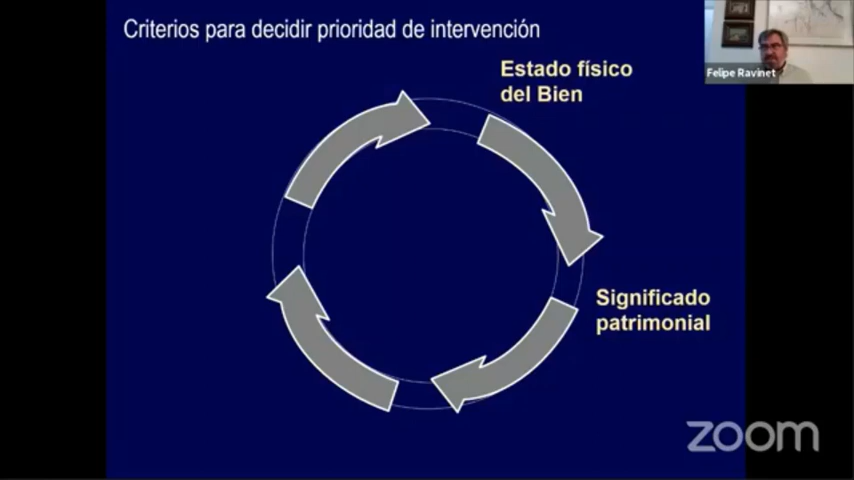 Criterios para decidir prioridad de intervención
Felipe Ravinet
Estado físico
del Bien
Significado
patrimonial
zoom